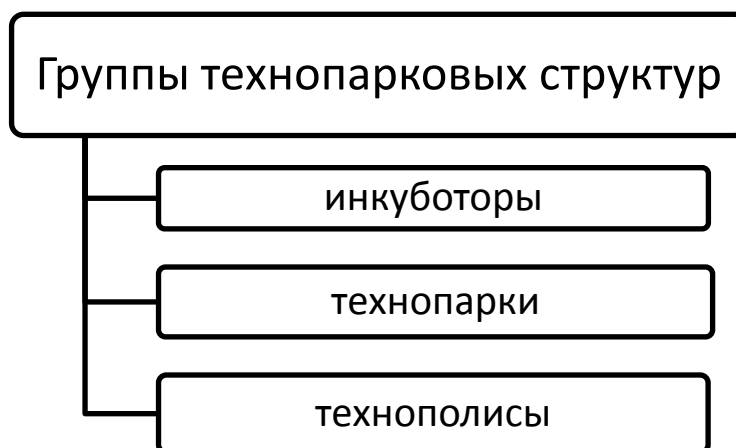 Группы технопарковых структур
инкуботоры
технопарки
технополисы